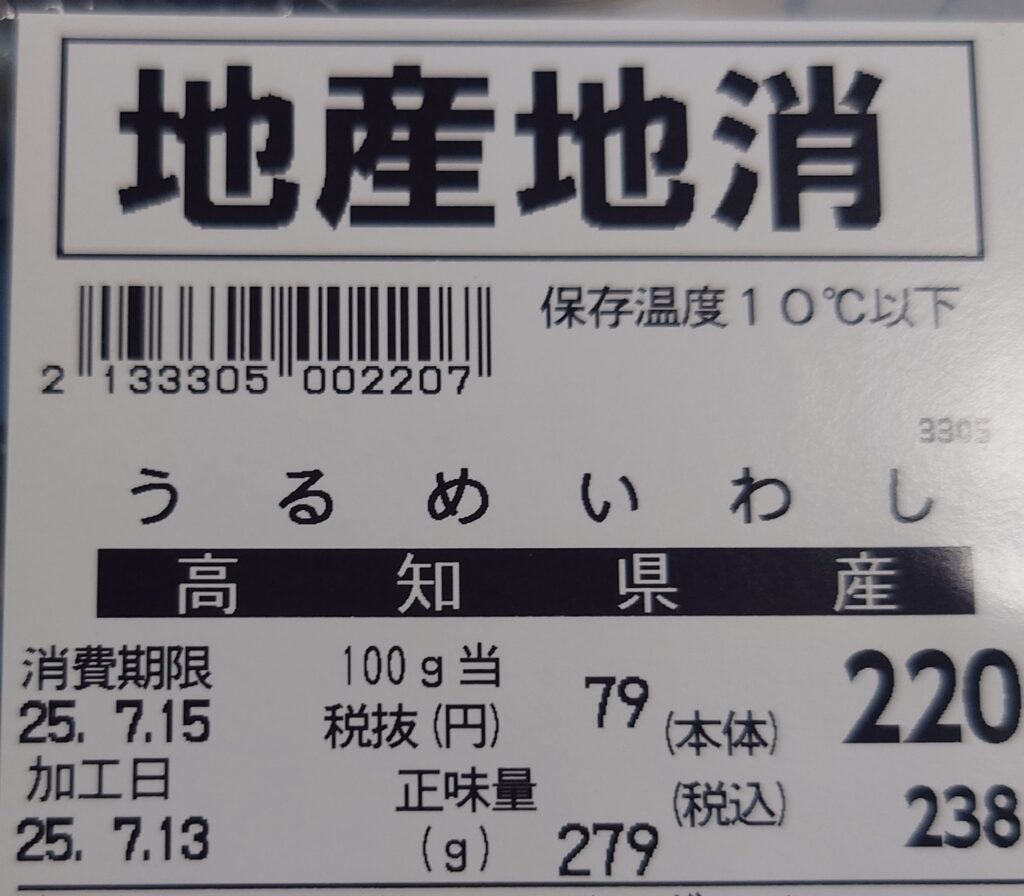 地産地消
保存温度10℃以下
2 133305 002207
3305
うるめいわし
高知県産
消費期限
25. 7.15
加工日
25. 7.13
100g当
税抜(円)
79
正味量
(g)
279
(本体)
220
(税込)
238